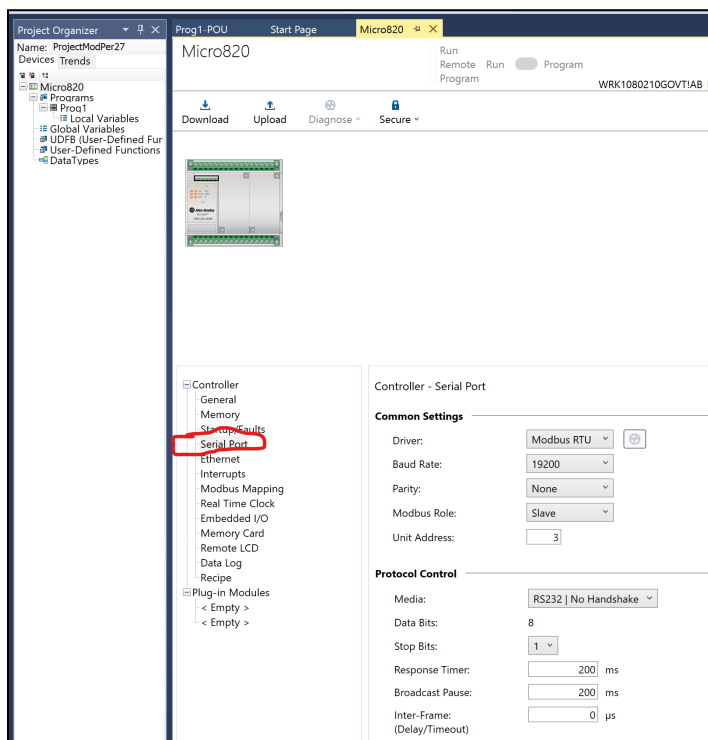 Project Organizer
Name: ProjectModPer27
Devices Trends
Micro820
Programs
Prog1
Local Variables
Global Variables
UDFB (User-Defined Fur
User-Defined Functions
DataTypes
Prog1-POU Start Page Micro820
Micro820
Run
Remote Run Program
Program
WRK1080210GOVT!AB
Download Upload Diagnose Secure
Controller
General
Memory
Startup/Faults
Serial Port
Ethernet
Interrupts
Modbus Mapping
Real Time Clock
Embedded I/O
Memory Card
Remote LCD
Data Log
Recipe
Plug-in Modules
< Empty >
< Empty >
Controller - Serial Port
Common Settings
Driver: Modbus RTU
Baud Rate: 19200
Parity: None
Modbus Role: Slave
Unit Address: 3
Protocol Control
Media: RS232 | No Handshake
Data Bits: 8
Stop Bits: 1
Response Timer: 200 ms
Broadcast Pause: 200 ms
Inter-Frame: 0 µs
(Delay/Timeout)